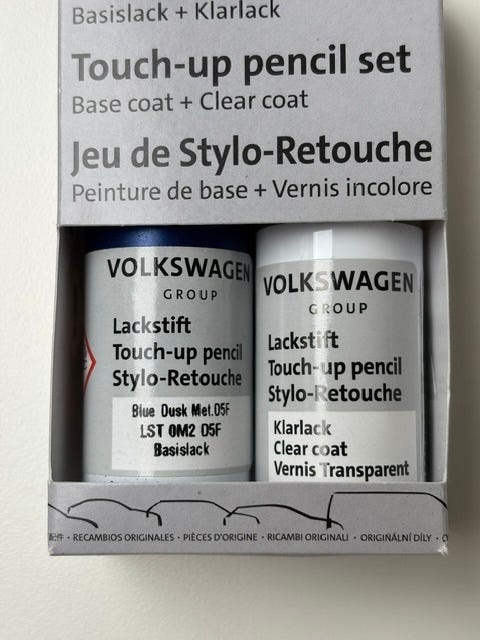 Basislack + Klarlack
Touch-up pencil set
Base coat + Clear coat
Jeu de Stylo-Retouche
Peinture de base + Vernis incolore
VOLKSWAGEN
GROUP
Lackstift
Touch-up pencil
Stylo-Retouche
Blue Dusk Met.05F
LST 0M2 05F
Basislack
VOLKSWAGEN
GROUP
Lackstift
Touch-up pencil
Stylo-Retouche
Klarlack
Clear coat
Vernis Transparent
· RECAMBIOS ORIGINALES · PIÈCES D'ORIGINE · RICAMBI ORIGINALI · ORIGINÁLNÍ DÍLY ·